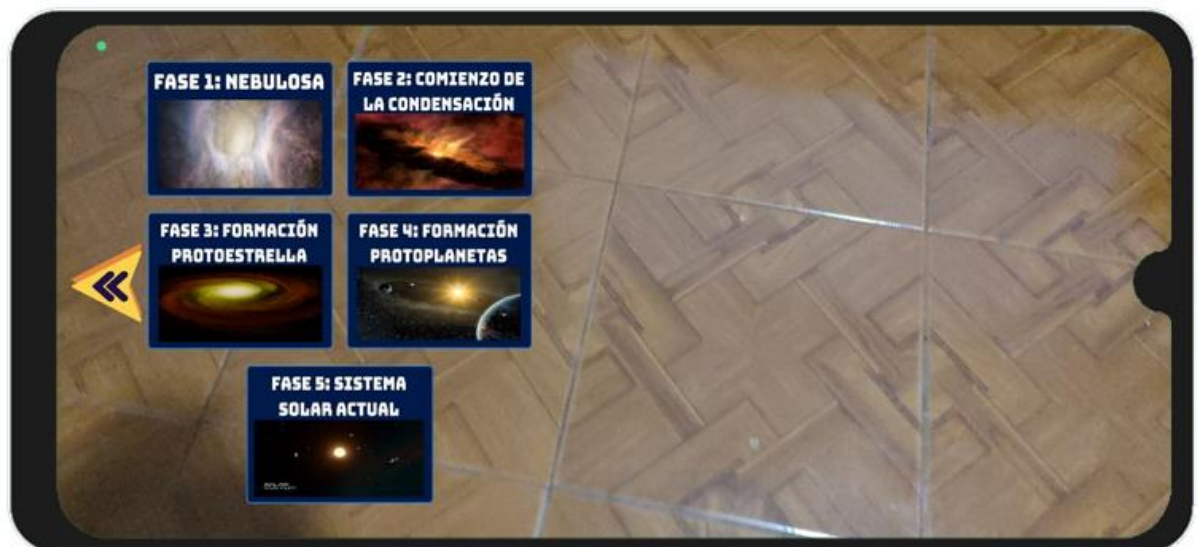 FASE 1: NEBULOSA
FASE 2: COMIENZO DE
LA CONDENSACIÓN
FASE 3: FORMACIÓN
PROTOESTRELLA
FASE 4: FORMACIÓN
PROTOPLANETAS
FASE 5: SISTEMA
SOLAR ACTUAL